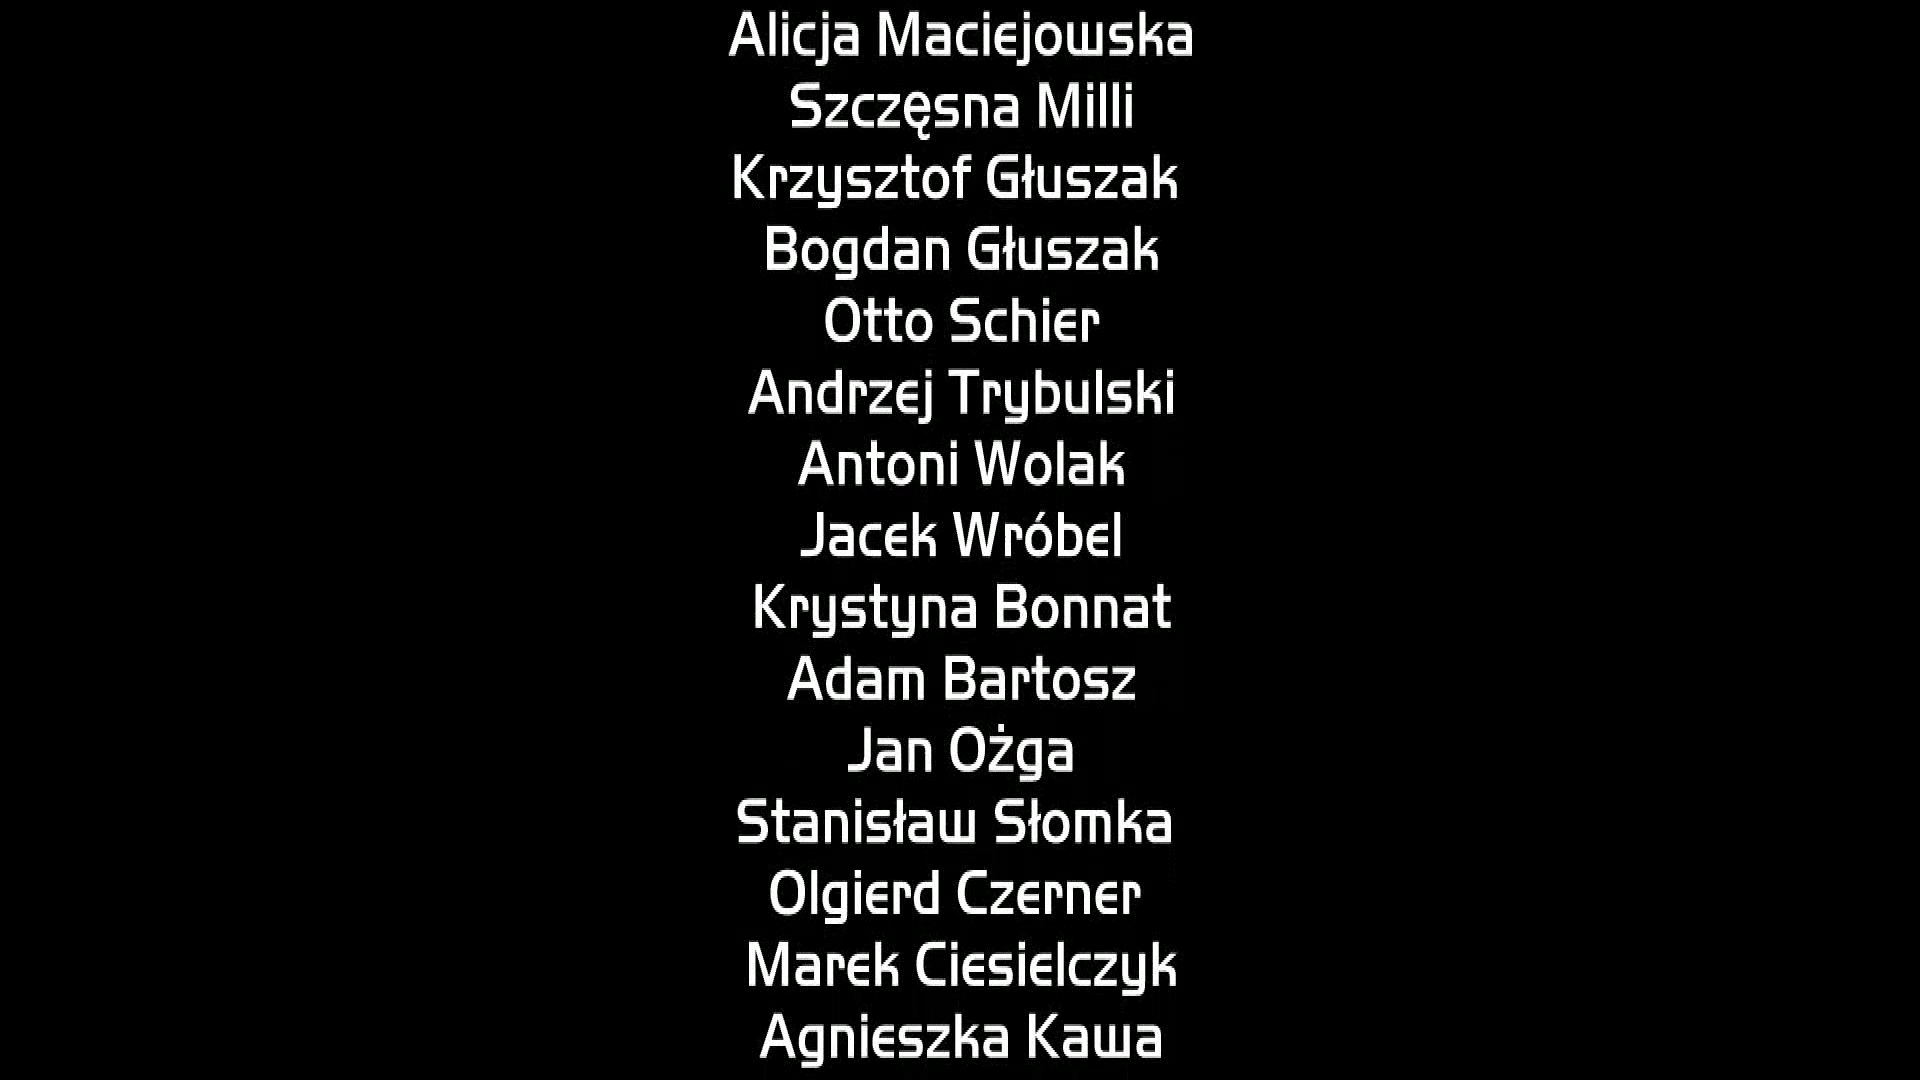 Alicja Maciejowska
Szczęsna Milli
Krzysztof Głuszak
Bogdan Głuszak
Otto Schier
Andrzej Trybulski
Antoni Wolak
Jacek Wróbel
Krystyna Bonnat
Adam Bartosz
Jan Ożga
Stanisław Słomka
Olgierd Czerner
Marek Ciesielczyk
Agnieszka Kawa